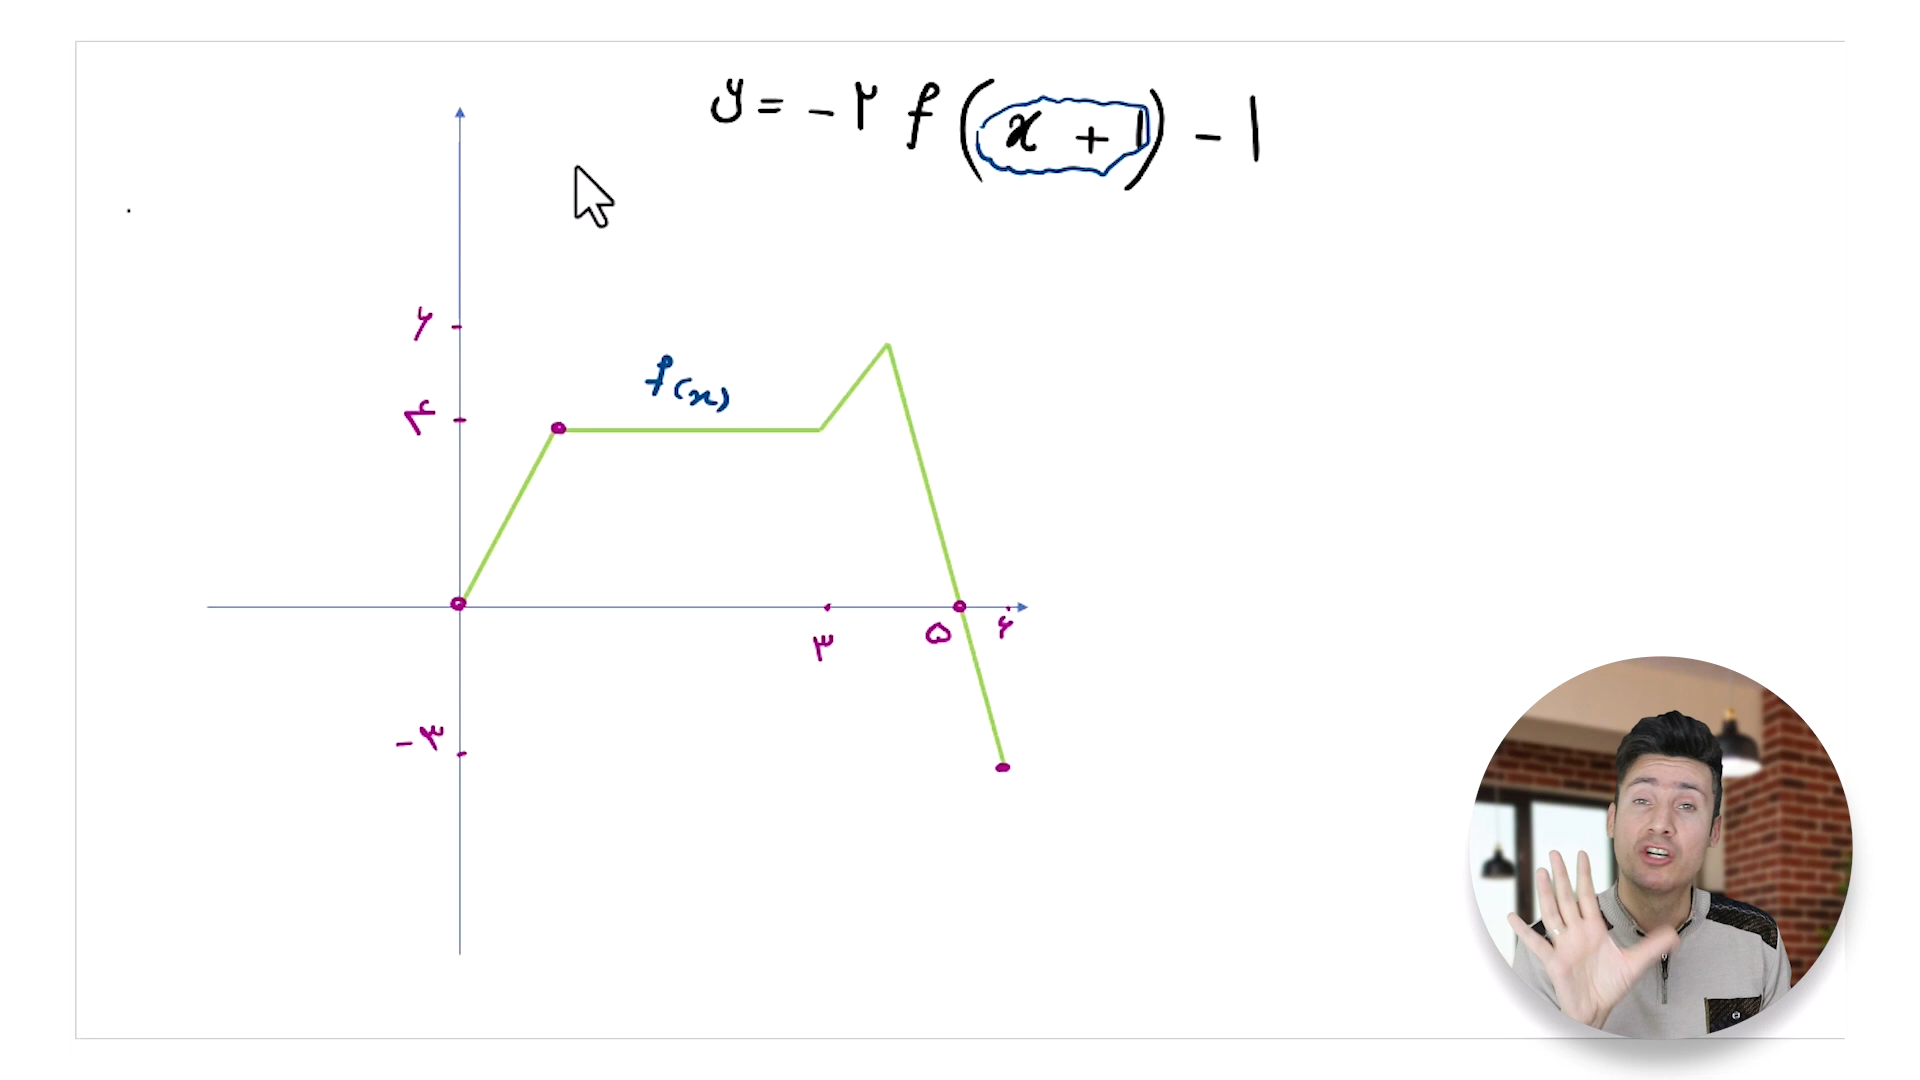 y = -۲ f(x + ۱) - ۱
۶
f(x)
۴
۳ ۵ ۶
-۳